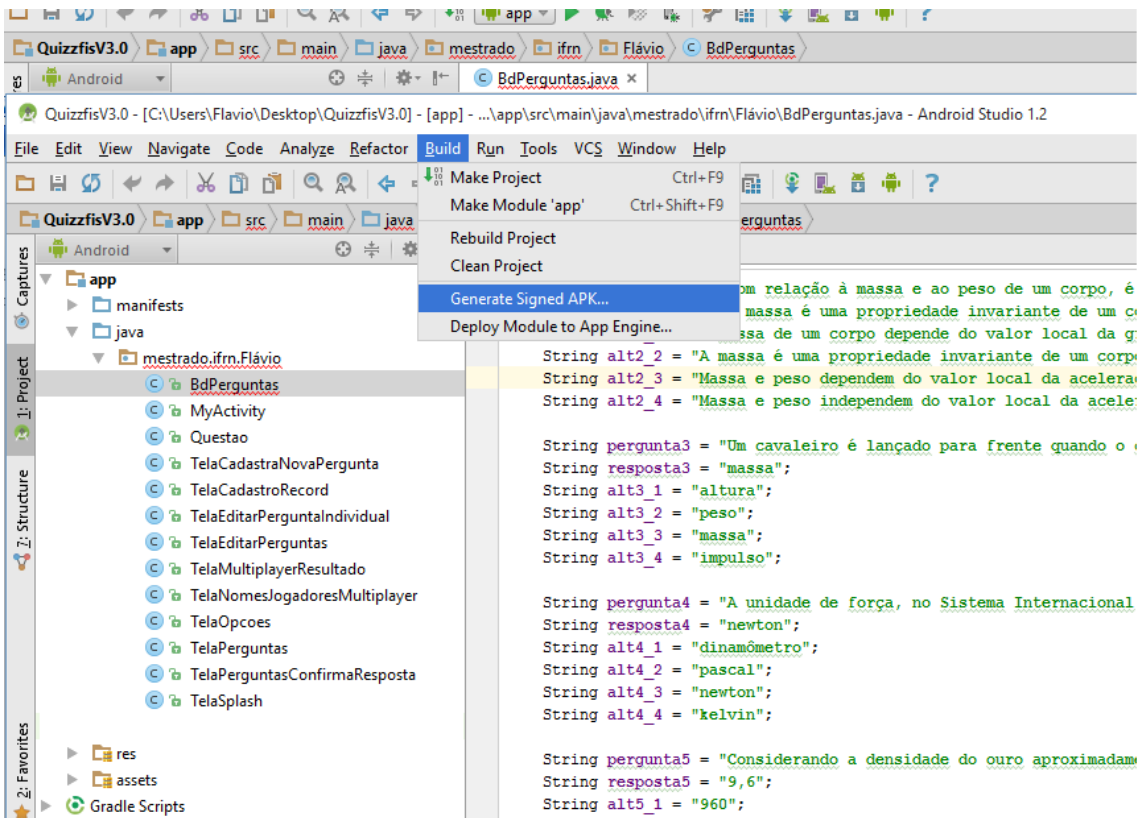 app
QuizzfisV3.0 app src main java mestrado ifrn Flávio BdPerguntas
Android BdPerguntas.java ×
QuizzfisV3.0 - [C:\Users\Flavio\Desktop\QuizzfisV3.0] - [app] - ...\app\src\main\java\mestrado\ifrn\Flávio\BdPerguntas.java - Android Studio 1.2
File Edit View Navigate Code Analyze Refactor Build Run Tools VCS Window Help
Make Project Ctrl+F9
Make Module 'app' Ctrl+Shift+F9
Rebuild Project
Clean Project
Generate Signed APK...
Deploy Module to App Engine...
QuizzfisV3.0 app src main java erguntas
Android
Captures
1: Project
7: Structure
2: Favorites
app
manifests
java
mestrado.ifrn.Flávio
BdPerguntas
MyActivity
Questao
TelaCadastraNovaPergunta
TelaCadastroRecord
TelaEditarPerguntaIndividual
TelaEditarPerguntas
TelaMultiplayerResultado
TelaNomesJogadoresMultiplayer
TelaOpcoes
TelaPerguntas
TelaPerguntasConfirmaResposta
TelaSplash
res
assets
Gradle Scripts
om relação à massa e ao peso de um corpo, é
massa é uma propriedade invariante de um c
ssa de um corpo depende do valor local da g
String alt2_2 = "A massa é uma propriedade invariante de um corp
String alt2_3 = "Massa e peso dependem do valor local da acelera
String alt2_4 = "Massa e peso independem do valor local da acele
String pergunta3 = "Um cavaleiro é lançado para frente quando o
String resposta3 = "massa";
String alt3_1 = "altura";
String alt3_2 = "peso";
String alt3_3 = "massa";
String alt3_4 = "impulso";
String pergunta4 = "A unidade de força, no Sistema Internacional
String resposta4 = "newton";
String alt4_1 = "dinamômetro";
String alt4_2 = "pascal";
String alt4_3 = "newton";
String alt4_4 = "kelvin";
String pergunta5 = "Considerando a densidade do ouro aproximadam
String resposta5 = "9,6";
String alt5_1 = "960";